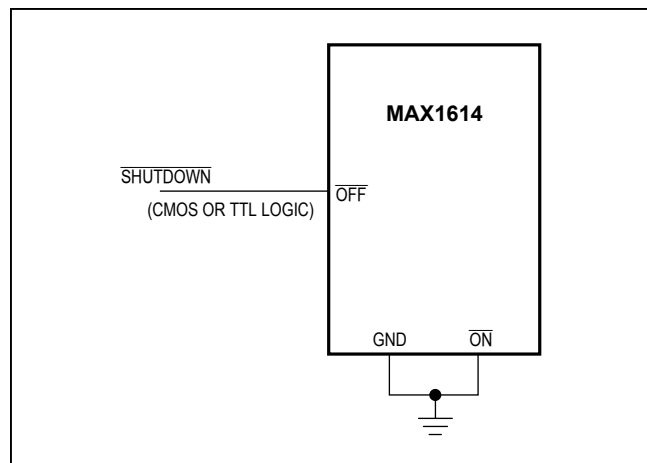 MAX1614
SHUTDOWN
(CMOS OR TTL LOGIC)
OFF
GND ON